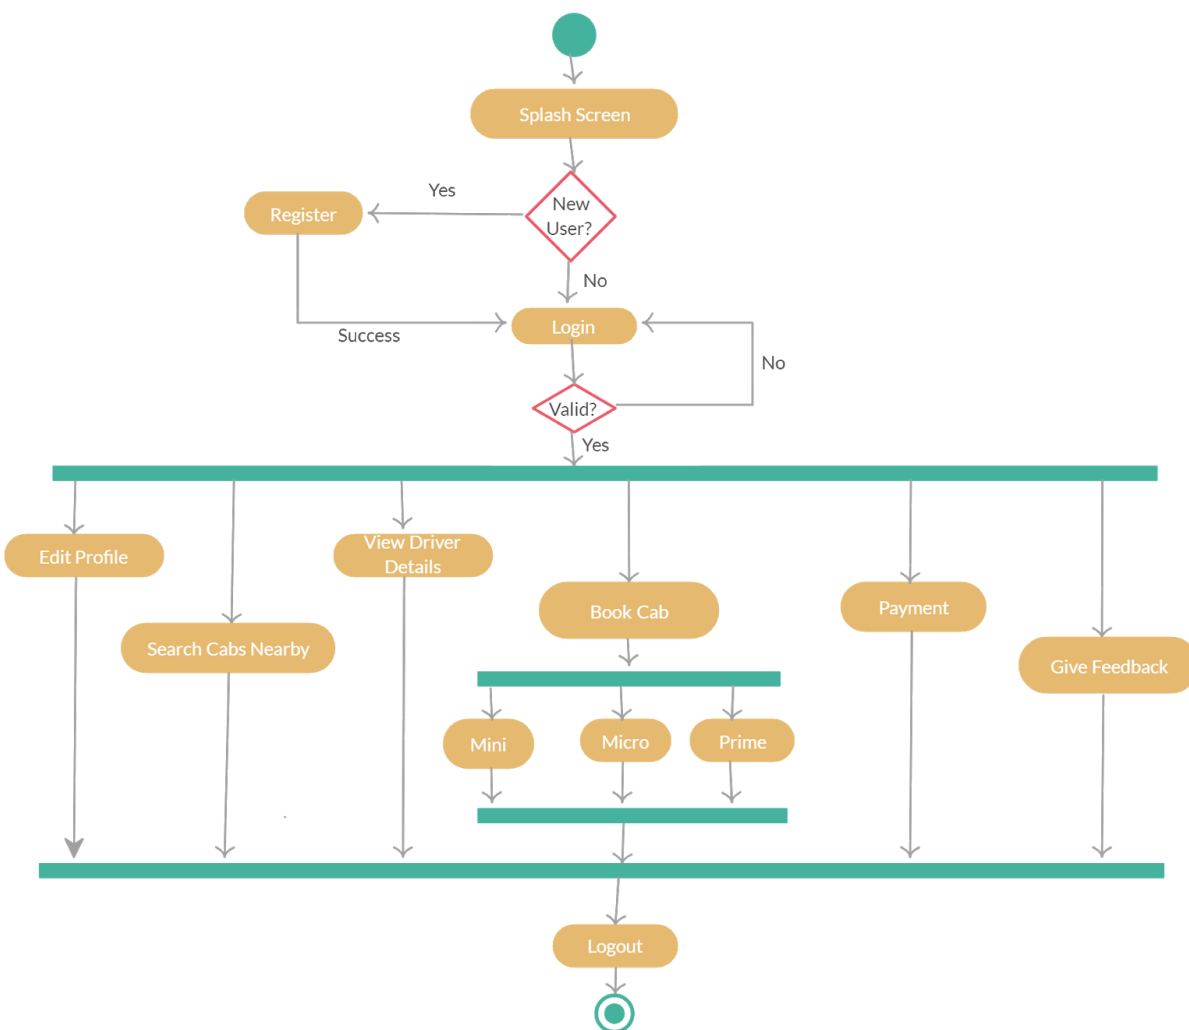 Splash Screen
Yes
New
User?
Register
No
Success
Login
No
Valid?
Yes
Edit Profile
View Driver
Details
Book Cab
Payment
Search Cabs Nearby
Give Feedback
Mini
Micro
Prime
Logout